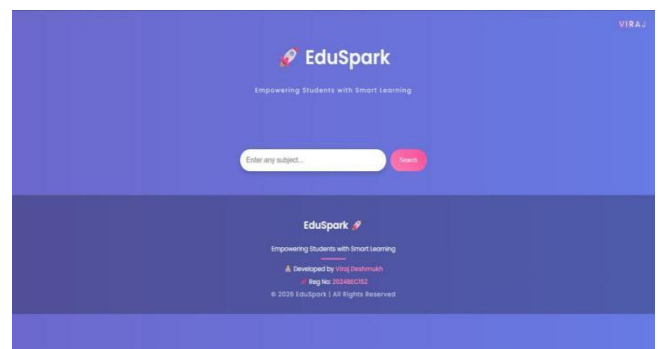 VIRAJ
🚀 EduSpark
Empowering Students with Smart Learning
Enter any subject...
Search
EduSpark 🚀
Empowering Students with Smart Learning
Developed by Viraj Deshmukh
Reg No: 2024BEC152
© 2026 EduSpark | All Rights Reserved